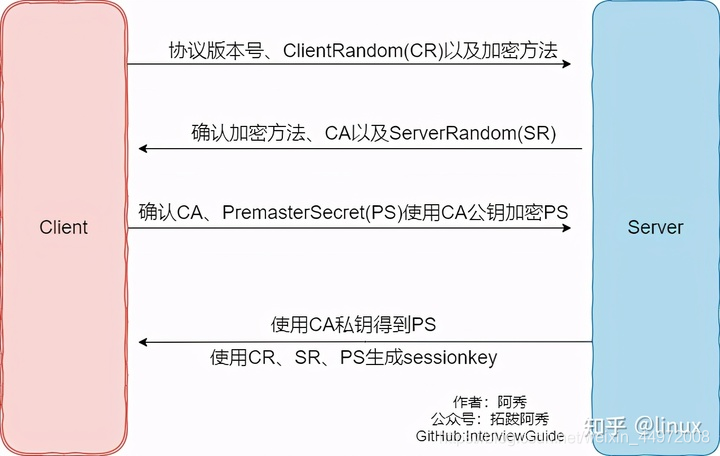 协议版本号、ClientRandom(CR)以及加密方法
确认加密方法、CA以及ServerRandom(SR)
确认CA、PremasterSecret(PS)使用CA公钥加密PS
Client
Server
使用CA私钥得到PS
使用CR、SR、PS生成sessionkey
作者：阿秀
公众号：拓跋阿秀
GitHub:InterviewGuide
知乎 @linux
weixin_44972008